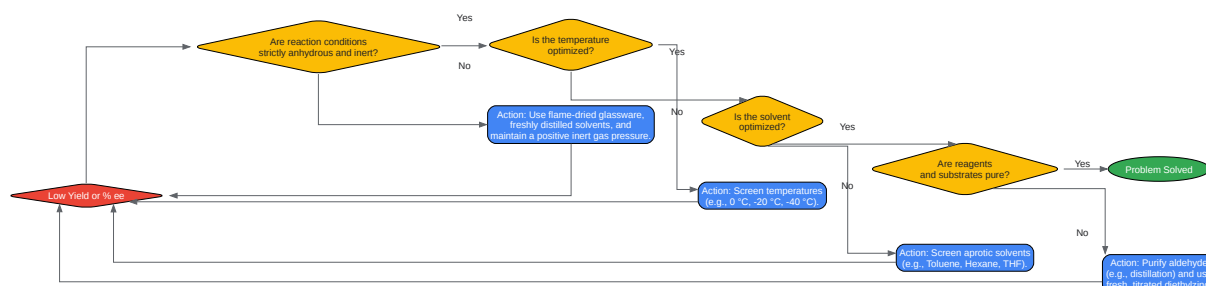 Yes
Are reaction conditions
strictly anhydrous and inert?
No
Is the temperature
optimized?
Yes
No
Action: Use flame-dried glassware,
freshly distilled solvents, and
maintain a positive inert gas pressure.
Is the solvent
optimized?
Yes
No
Are reagents
and substrates pure?
Yes
Problem Solved
No
Low Yield or % ee
Action: Screen temperatures
(e.g., 0 °C, -20 °C, -40 °C).
Action: Screen aprotic solvents
(e.g., Toluene, Hexane, THF).
Action: Purify aldehyde
(e.g., distillation) and
fresh, titrated